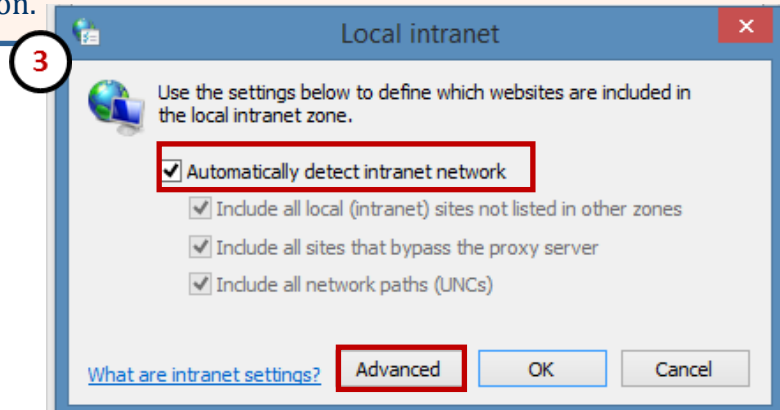 on.
3
Local intranet
Use the settings below to define which websites are included in
the local intranet zone.
Automatically detect intranet network
Include all local (intranet) sites not listed in other zones
Include all sites that bypass the proxy server
Include all network paths (UNCs)
What are intranet settings? Advanced OK Cancel